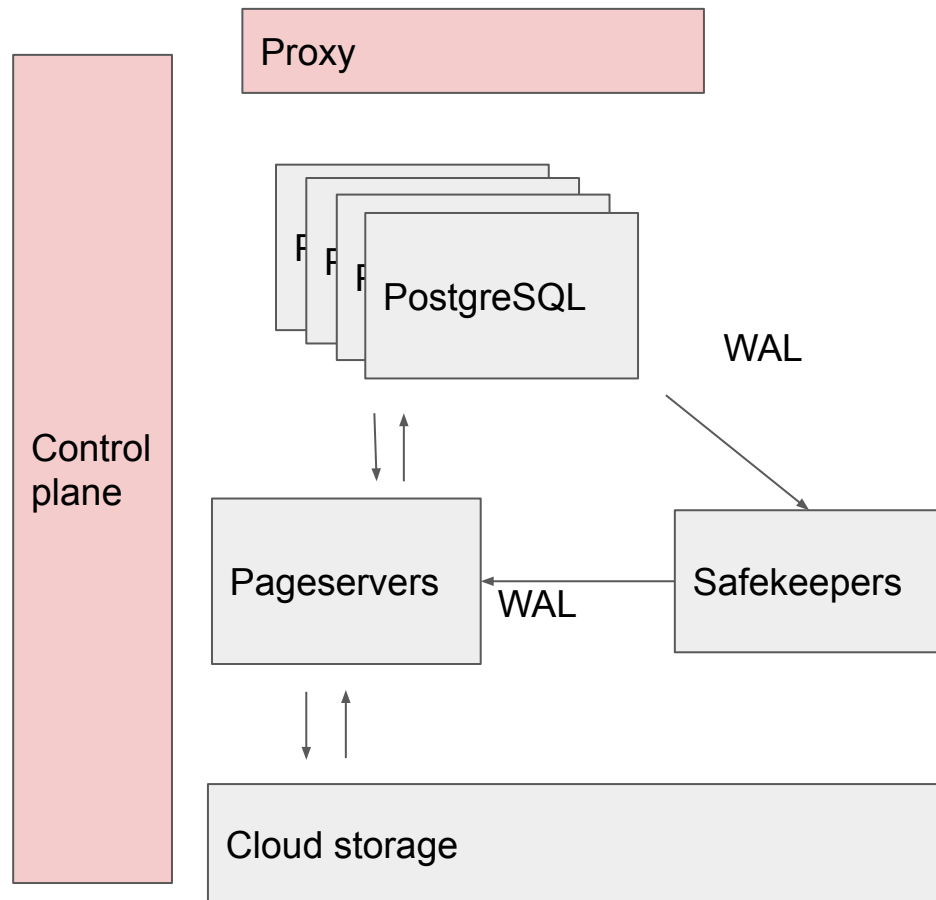 Proxy
PostgreSQL
WAL
Control
plane
Pageservers
WAL
Safekeepers
Cloud storage